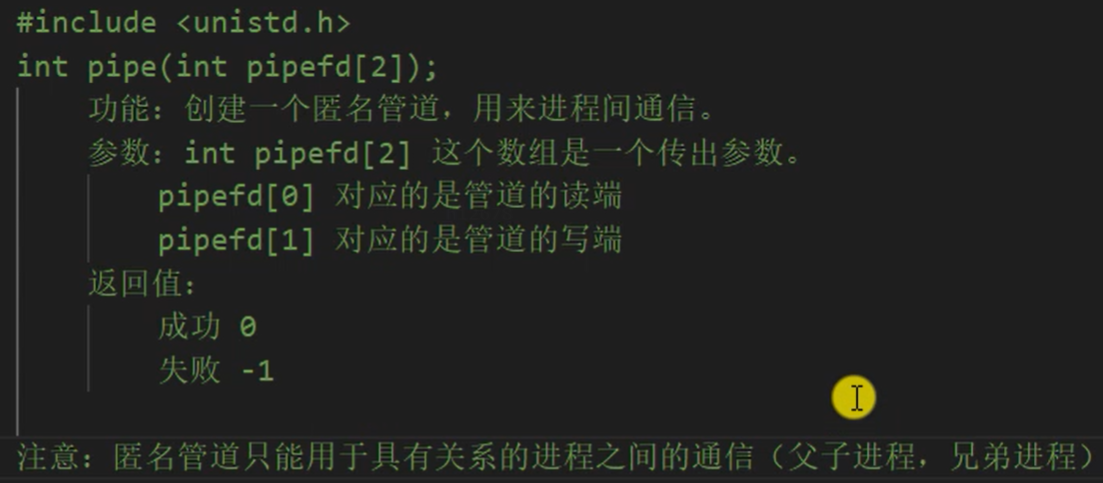 #include <unistd.h>
int pipe(int pipefd[2]);
功能：创建一个匿名管道，用来进程间通信。
参数：int pipefd[2] 这个数组是一个传出参数。
pipefd[0] 对应的是管道的读端
pipefd[1] 对应的是管道的写端
返回值：
成功 0
失败 -1
注意：匿名管道只能用于具有关系的进程之间的通信（父子进程，兄弟进程）